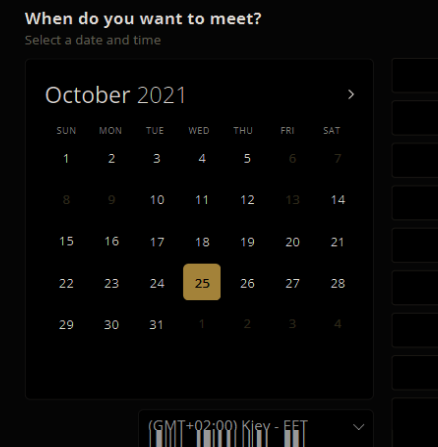 When do you want to meet?
Select a date and time
October 2021
SUN MON TUE WED THU FRI SAT
1 2 3 4 5 6 7
8 9 10 11 12 13 14
15 16 17 18 19 20 21
22 23 24 25 26 27 28
29 30 31 1 2 3 4
(GMT+02:00) Kiev - EET